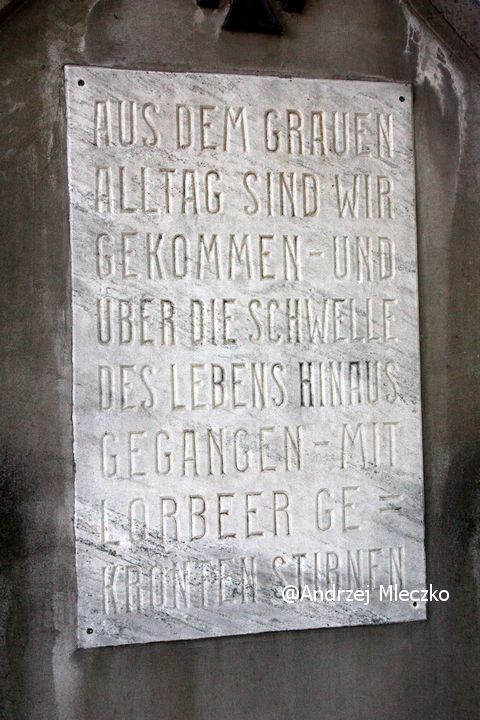 AUS DEM GRAUEN
ALLTAG SIND WIR
GEKOMMEN – UND
ÜBER DIE SCHWELLE
DES LEBENS HINAUS
GEGANGEN – MIT
LORBEER GE =
KRÖNTEN STIRNEN
@Andrzej Mleczko